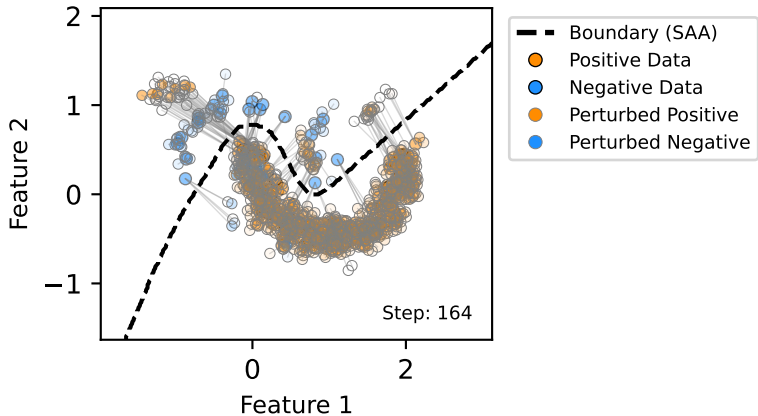 2
1
0
−1
Feature 2
0
2
Feature 1
Step: 164
Boundary (SAA)
Positive Data
Negative Data
Perturbed Positive
Perturbed Negative